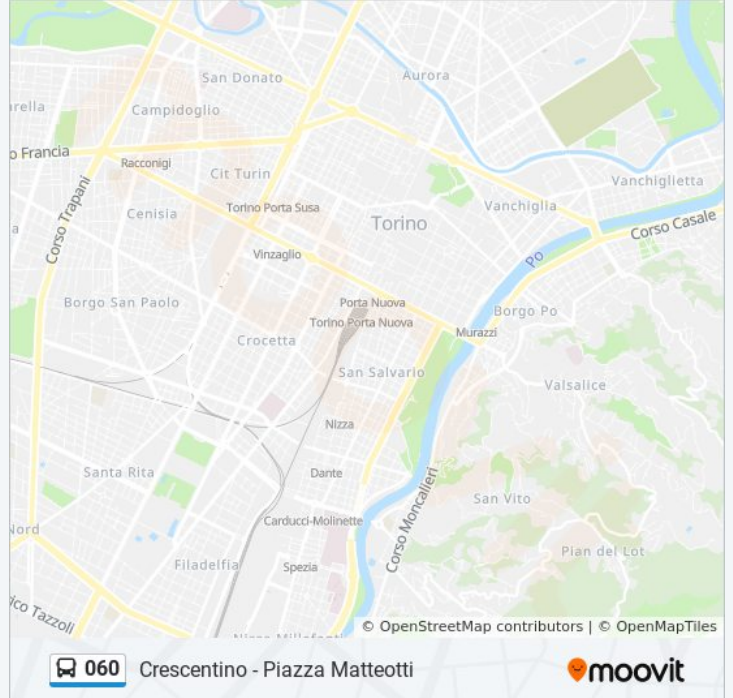 San Donato
Aurora
arella
Campidoglio
o Francia
Racconigi
Cit Turin
Vanchiglietta
Corso Trapani
Cenisia
Torino Porta Susa
Vanchiglia
Torino
Corso Casale
a
Vinzaglio
Po
Borgo San Paolo
Porta Nuova
Borgo Po
Torino Porta Nuova
Murazzi
Crocetta
San Salvario
Valsalice
Nizza
Santa Rita
Dante
San Vito
Corso Moncalieri
Nord
Carducci-Molinette
Pian del Lot
Filadelfia
Spezia
ico Tazzoli
© OpenStreetMap contributors | © OpenMapTiles
060 Crescentino - Piazza Matteotti
moovit